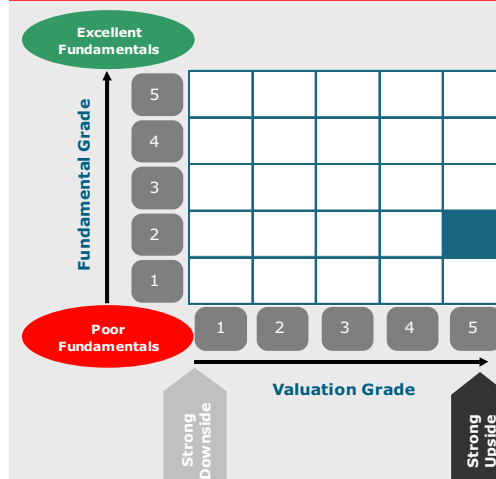 Excellent
Fundamentals
Fundamental Grade
5
4
3
2
1
Poor
Fundamentals
1
2
3
4
5
Valuation Grade
Strong
Downside
Strong
Upside